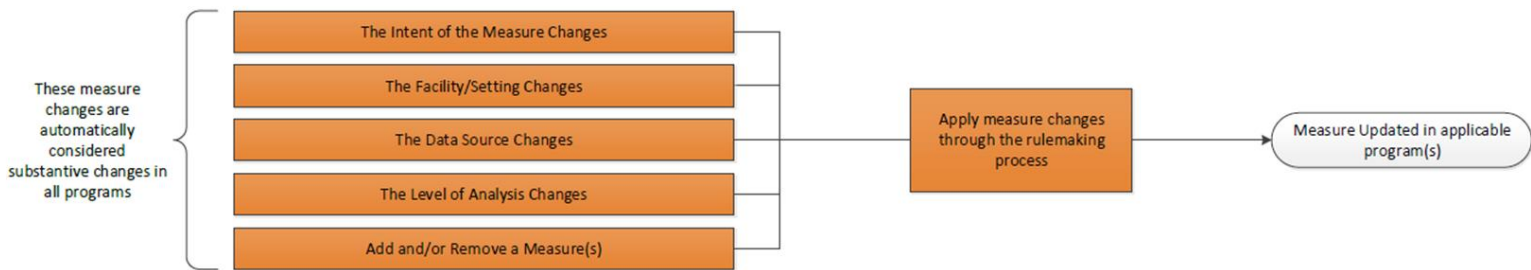 These measure
changes are
automatically
considered
substantive changes in
all programs
The Intent of the Measure Changes
The Facility/Setting Changes
The Data Source Changes
The Level of Analysis Changes
Add and/or Remove a Measure(s)
Apply measure changes
through the rulemaking
process
Measure Updated in applicable
program(s)